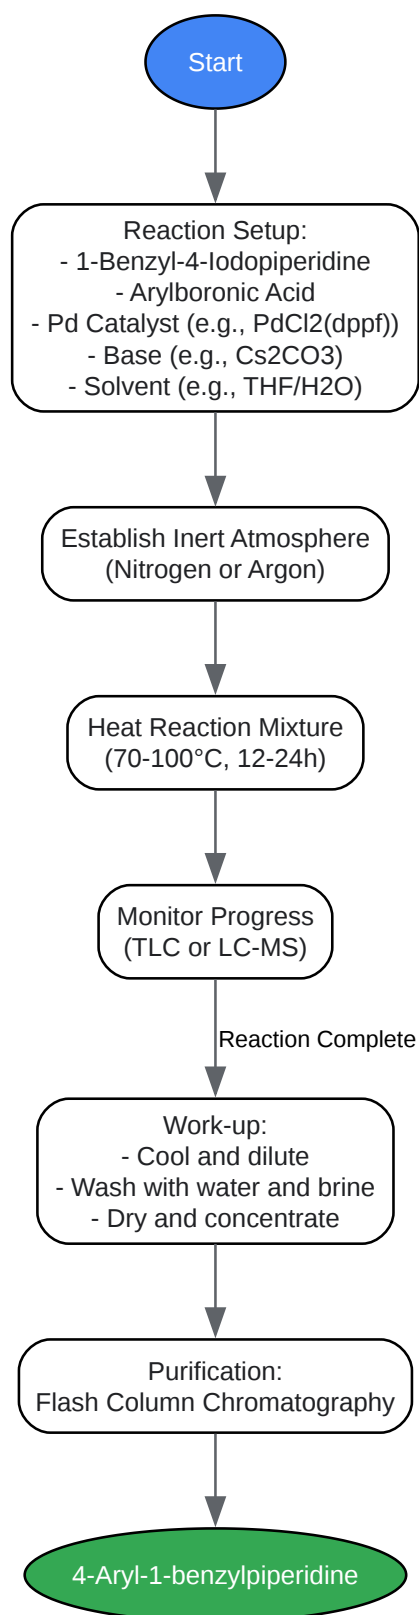 Start
Reaction Setup:
- 1-Benzyl-4-Iodopiperidine
- Arylboronic Acid
- Pd Catalyst (e.g., PdCl2(dppf))
- Base (e.g., Cs2CO3)
- Solvent (e.g., THF/H2O)
Establish Inert Atmosphere
(Nitrogen or Argon)
Heat Reaction Mixture
(70-100°C, 12-24h)
Monitor Progress
(TLC or LC-MS)
Reaction Complete
Work-up:
- Cool and dilute
- Wash with water and brine
- Dry and concentrate
Purification:
Flash Column Chromatography
4-Aryl-1-benzylpiperidine